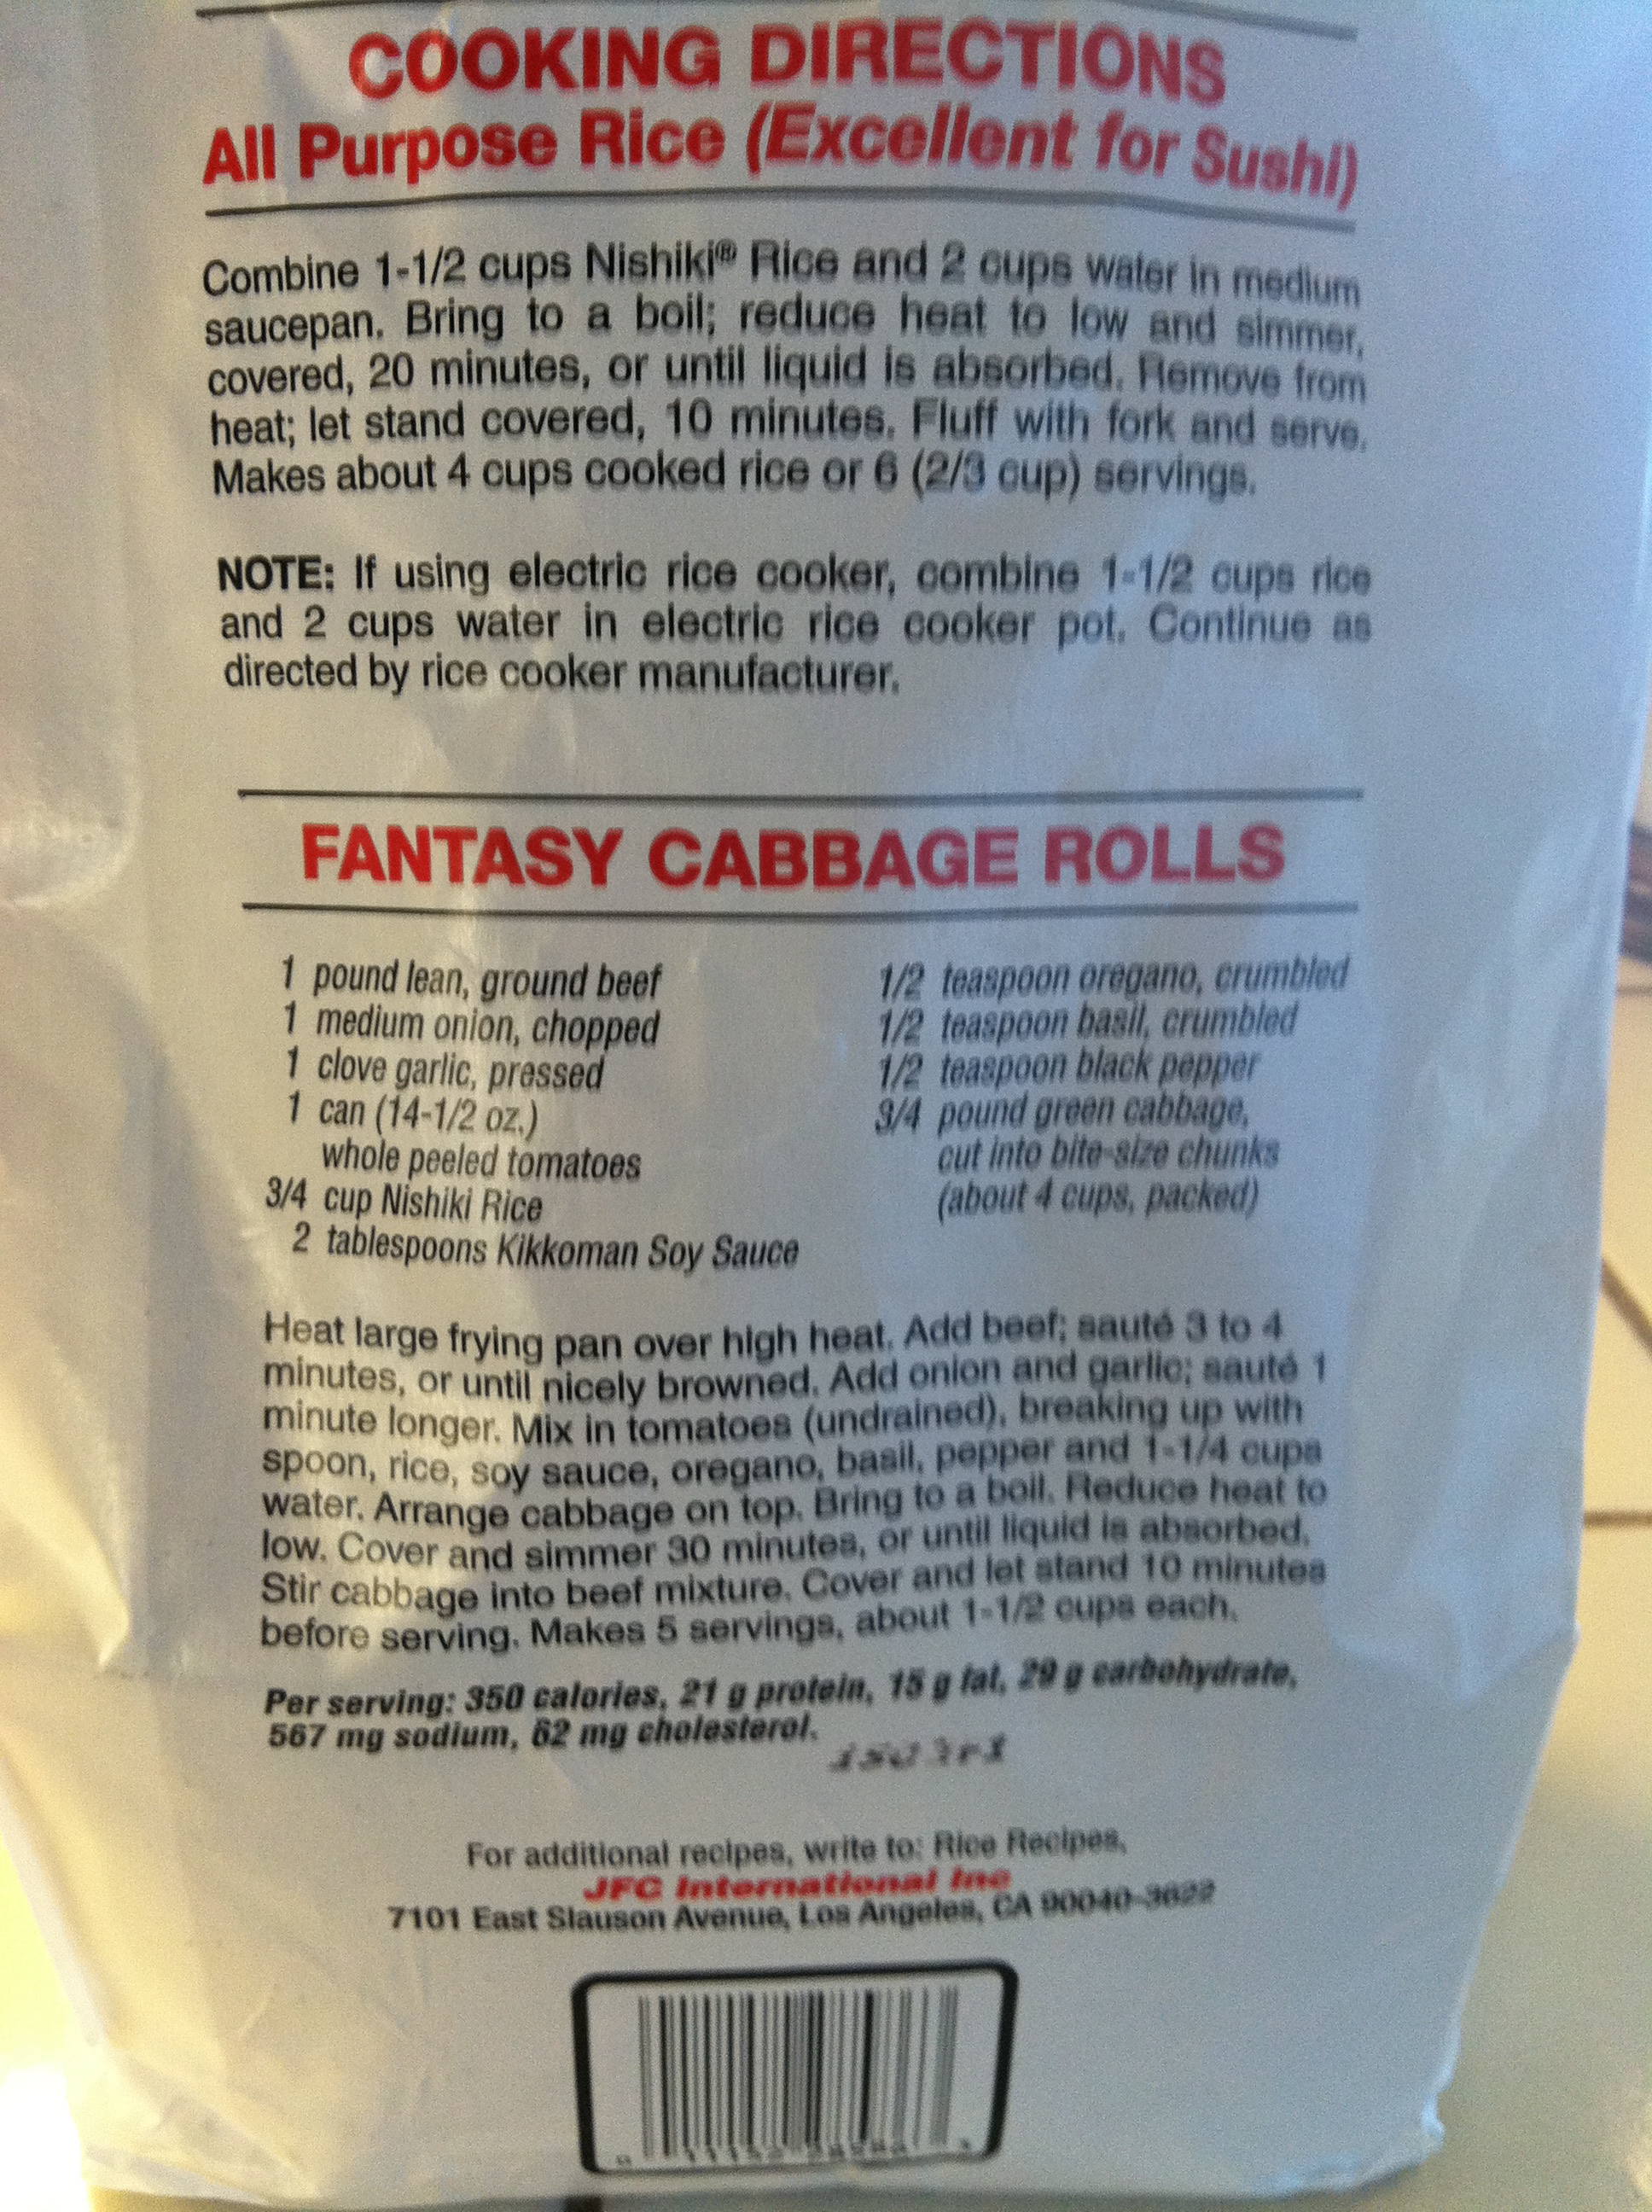 COOKING DIRECTIONS
All Purpose Rice (Excellent for Sushi)
Combine 1-1/2 cups Nishiki® Rice and 2 cups water in medium
saucepan. Bring to a boil; reduce heat to low and simmer,
covered, 20 minutes, or until liquid is absorbed. Remove from
heat; let stand covered, 10 minutes. Fluff with fork and serve.
Makes about 4 cups cooked rice or 6 (2/3 cup) servings.
NOTE: If using electric rice cooker, combine 1-1/2 cups rice
and 2 cups water in electric rice cooker pot. Continue as
directed by rice cooker manufacturer.
FANTASY CABBAGE ROLLS
1 pound lean, ground beef
1 medium onion, chopped
1 clove garlic, pressed
1 can (14-1/2 oz.)
whole peeled tomatoes
3/4 cup Nishiki Rice
2 tablespoons Kikkoman Soy Sauce
1/2 teaspoon oregano, crumbled
1/2 teaspoon basil, crumbled
1/2 teaspoon black pepper
3/4 pound green cabbage,
cut into bite-size chunks
(about 4 cups, packed)
Heat large frying pan over high heat. Add beef; sauté 3 to 4
minutes, or until nicely browned. Add onion and garlic; sauté 1
minute longer. Mix in tomatoes (undrained), breaking up with
spoon, rice, soy sauce, oregano, basil, pepper and 1-1/4 cups
water. Arrange cabbage on top. Bring to a boil. Reduce heat to
low. Cover and simmer 30 minutes, or until liquid is absorbed.
Stir cabbage into beef mixture. Cover and let stand 10 minutes
before serving. Makes 5 servings, about 1-1/2 cups each.
Per serving: 350 calories, 21 g protein, 15 g fat, 29 g carbohydrate,
567 mg sodium, 62 mg cholesterol.
For additional recipes, write to: Rice Recipes,
JFC International Inc
7101 East Slauson Avenue, Los Angeles, CA 90040-3622